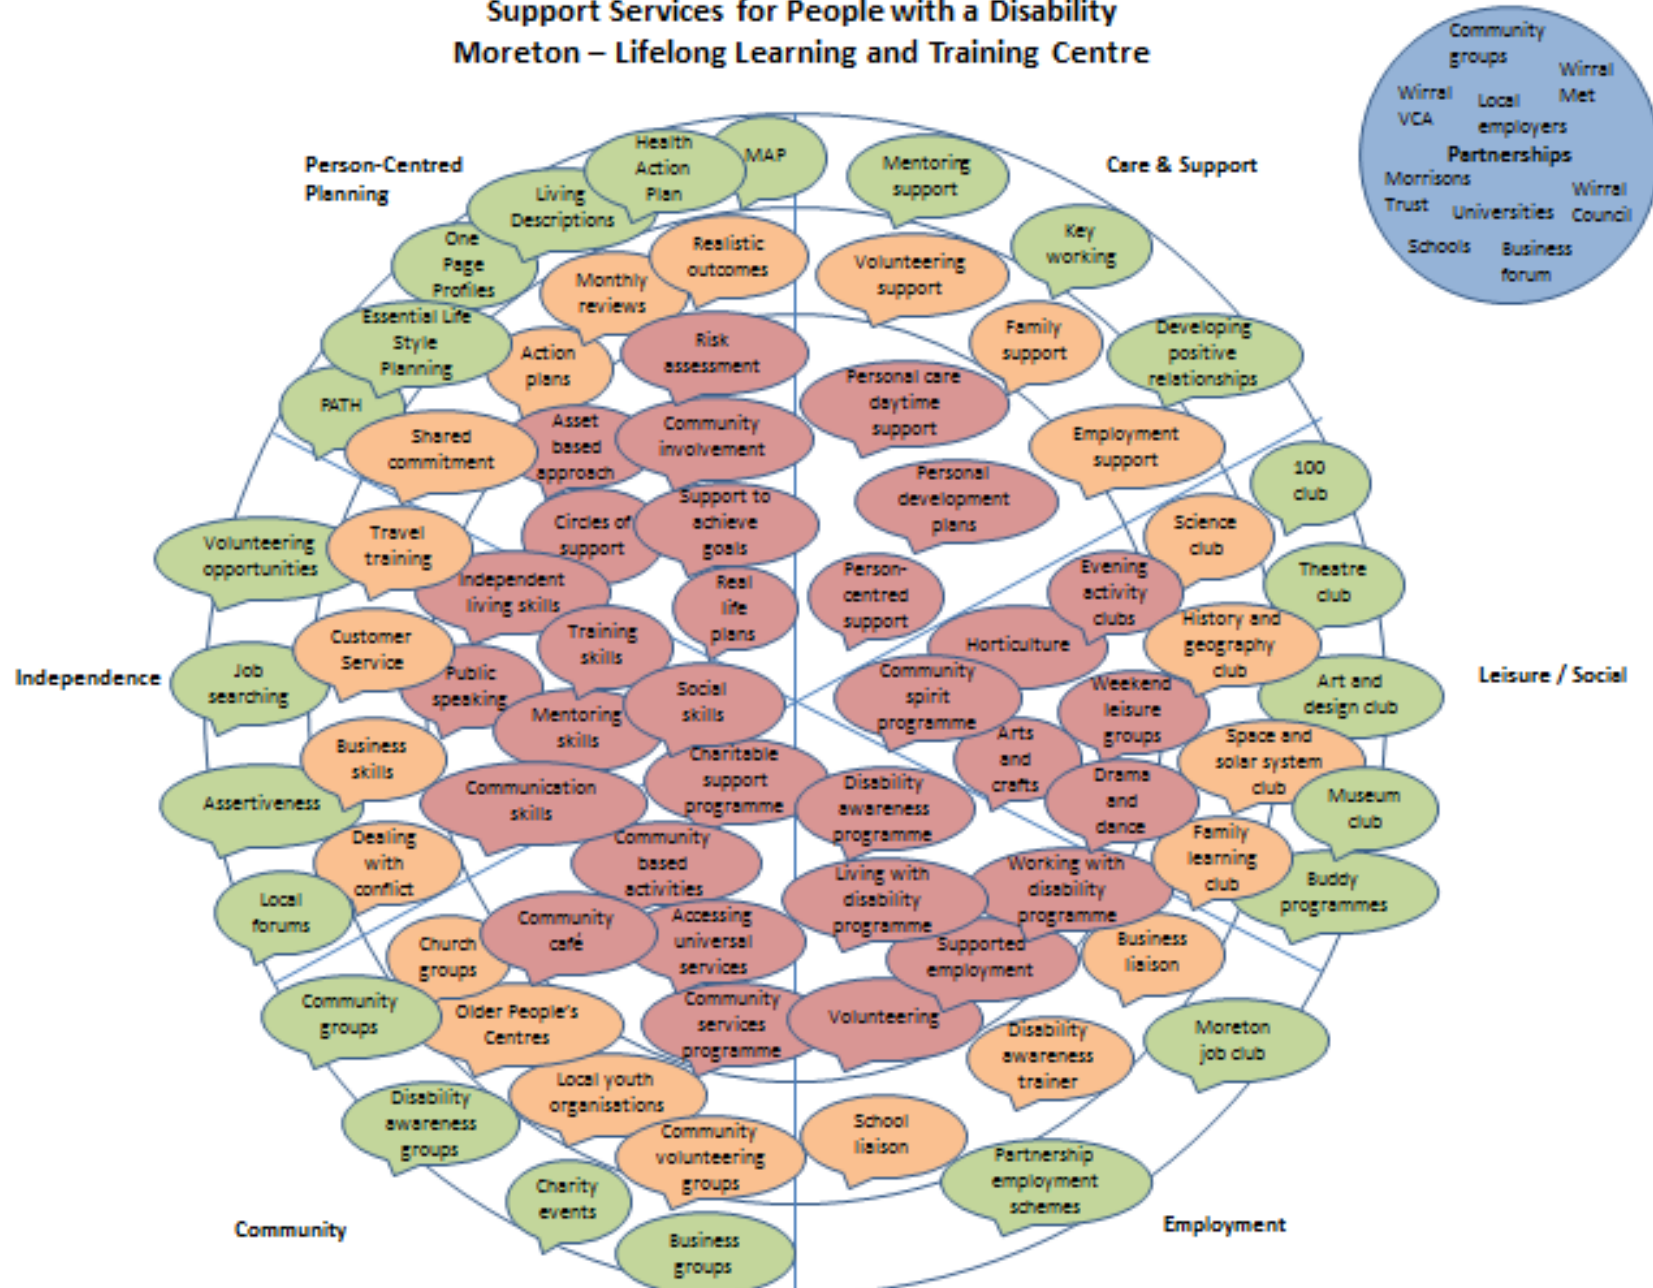 Support Services for People with a Disability
Moreton – Lifelong Learning and Training Centre
Community
groups
Wirral
Met
Wirral
VCA
Local
employers
Partnerships
Morrisons
Trust
Universities
Wirral
Council
Schools
Business
forum
Person-Centred
Planning
Health
Action
Plan
MAP
Living
Descriptions
One
Page
Profiles
Essential Life
Style
Planning
PATH
Realistic
outcomes
Monthly
reviews
Action
plans
Shared
commitment
Risk
assessment
Asset
based
approach
Community
involvement
Circles of
support
Support to
achieve
goals
Real
life
plans
Care & Support
Mentoring
support
Key
working
Developing
positive
relationships
Volunteering
support
Family
support
Employment
support
Personal care
daytime
support
Personal
development
plans
Person-
centred
support
Independence
Volunteering
opportunities
Job
searching
Assertiveness
Local
forums
Travel
training
Customer
Service
Business
skills
Dealing
with
conflict
Independent
living skills
Training
skills
Public
speaking
Mentoring
skills
Social
skills
Communication
skills
Leisure / Social
100
club
Theatre
club
Art and
design club
Museum
club
Buddy
programmes
Science
club
History and
geography
club
Space and
solar system
club
Family
learning
club
Evening
activity
clubs
Horticulture
Community
spirit
programme
Weekend
leisure
groups
Arts
and
crafts
Drama
and
dance
Community
Charitable
support
programme
Community
based
activities
Community
café
Accessing
universal
services
Community
services
programme
Church
groups
Older People's
Centres
Local youth
organisations
Community
volunteering
groups
Community
groups
Disability
awareness
groups
Charity
events
Business
groups
Employment
Disability
awareness
programme
Living with
disability
programme
Working with
disability
programme
Supported
employment
Volunteering
Business
liaison
Disability
awareness
trainer
School
liaison
Moreton
job club
Partnership
employment
schemes